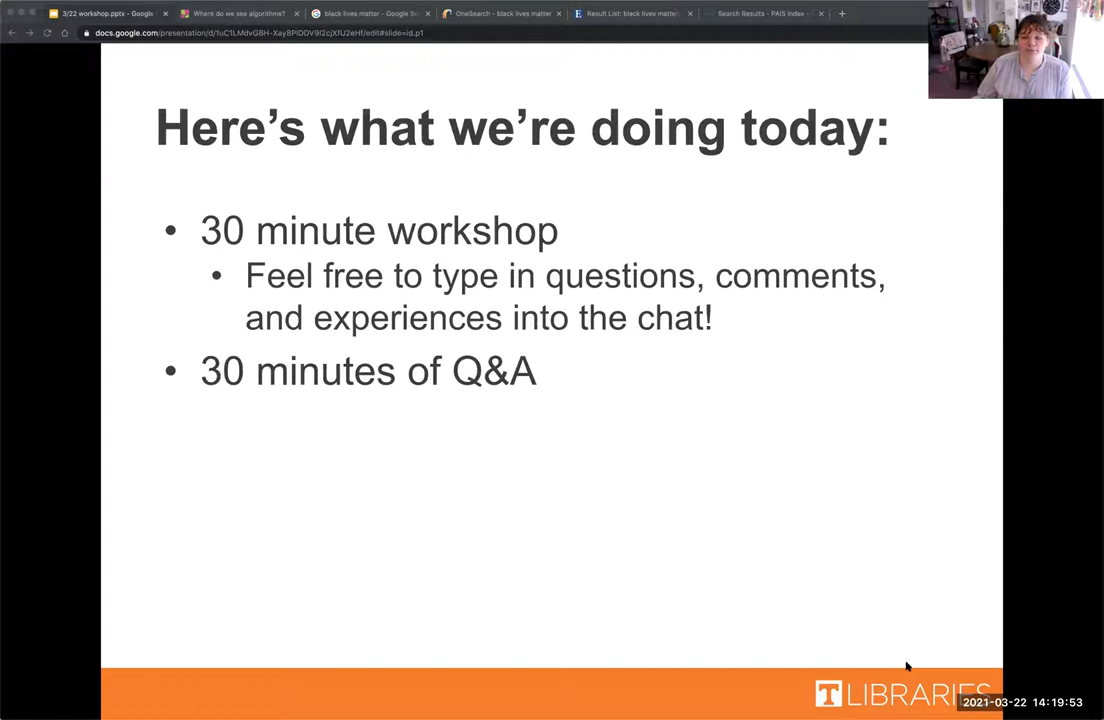 3/22 workshop.pptx - Google
Where do we see algorithms?
black lives matter - Google Se
OneSearch - black lives matter
Result List: black lives matter
Search Results - PAIS Index -
docs.google.com/presentation/d/1uC1LMdvGBH-Xay8PIDDV9I2cjXfU2eHf/edit#slide=id.p1
Here's what we're doing today:
• 30 minute workshop
• Feel free to type in questions, comments,
and experiences into the chat!
• 30 minutes of Q&A
T LIBRARIES
2021-03-22 14:19:53